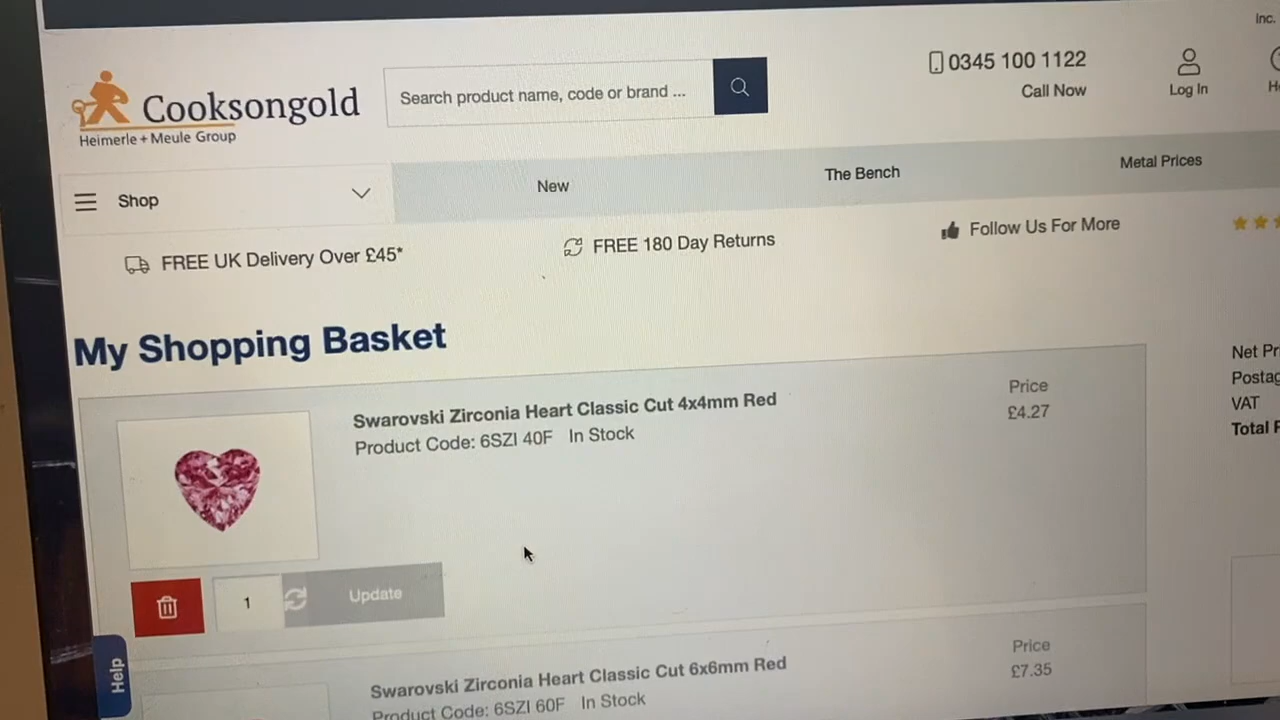 Inc.
Cooksongold
Heimerle + Meule Group
Search product name, code or brand ...
0345 100 1122
Call Now
Log In
Shop
New
The Bench
Metal Prices
FREE UK Delivery Over £45*
FREE 180 Day Returns
Follow Us For More
My Shopping Basket
Swarovski Zirconia Heart Classic Cut 4x4mm Red
Product Code: 6SZI 40F In Stock
Price
£4.27
Net Pr
Postag
VAT
Total
1
Update
Help
Swarovski Zirconia Heart Classic Cut 6x6mm Red
Product Code: 6SZI 60F In Stock
Price
£7.35